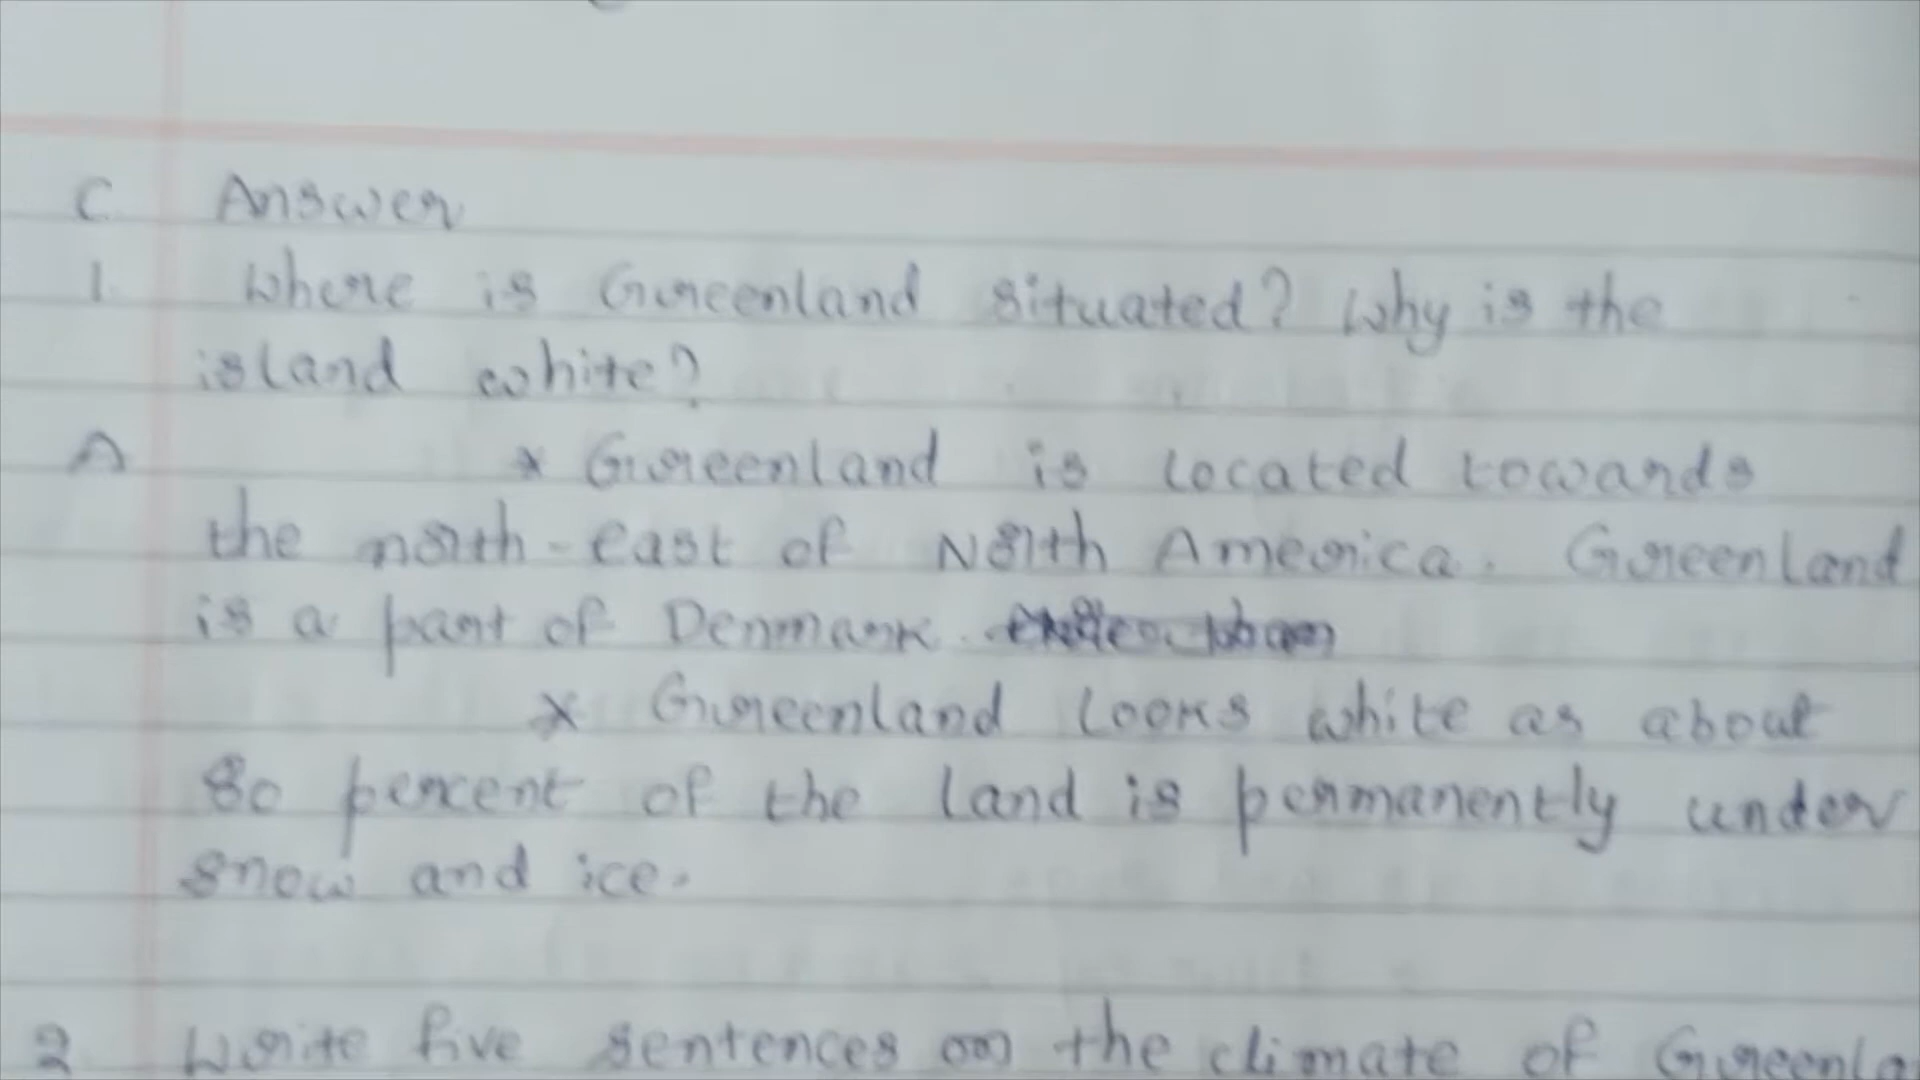 C. Answer
1. Where is Greenland situated? Why is the
island white?
A
* Greenland is located towards
the north-east of North America. Greenland
is a part of Denmark.
* Greenland looks white as about
80 percent of the land is permanently under
snow and ice.
2 Write five sentences on the climate of Greenla